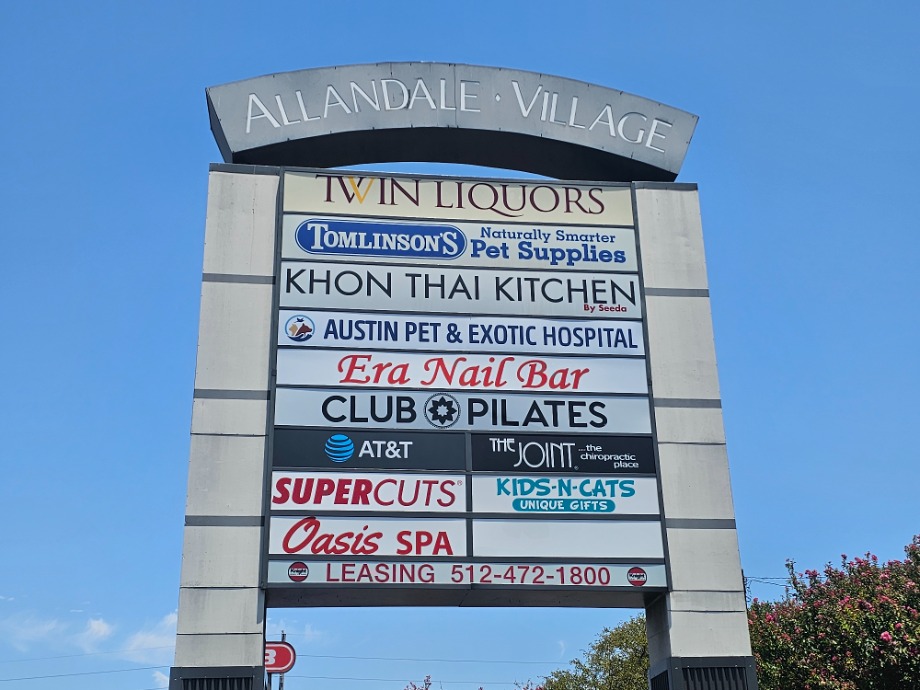 ALLANDALE · VILLAGE
TWIN LIQUORS
TOMLINSON'S Naturally Smarter
Pet Supplies
KHON THAI KITCHEN
By Seeda
AUSTIN PET & EXOTIC HOSPITAL
Era Nail Bar
CLUB PILATES
AT&T
THE JOINT® ...the
chiropractic
place
SUPERCUTS®
KIDS-N-CATS
UNIQUE GIFTS
Oasis SPA
Knight LEASING 512-472-1800 Knight
B